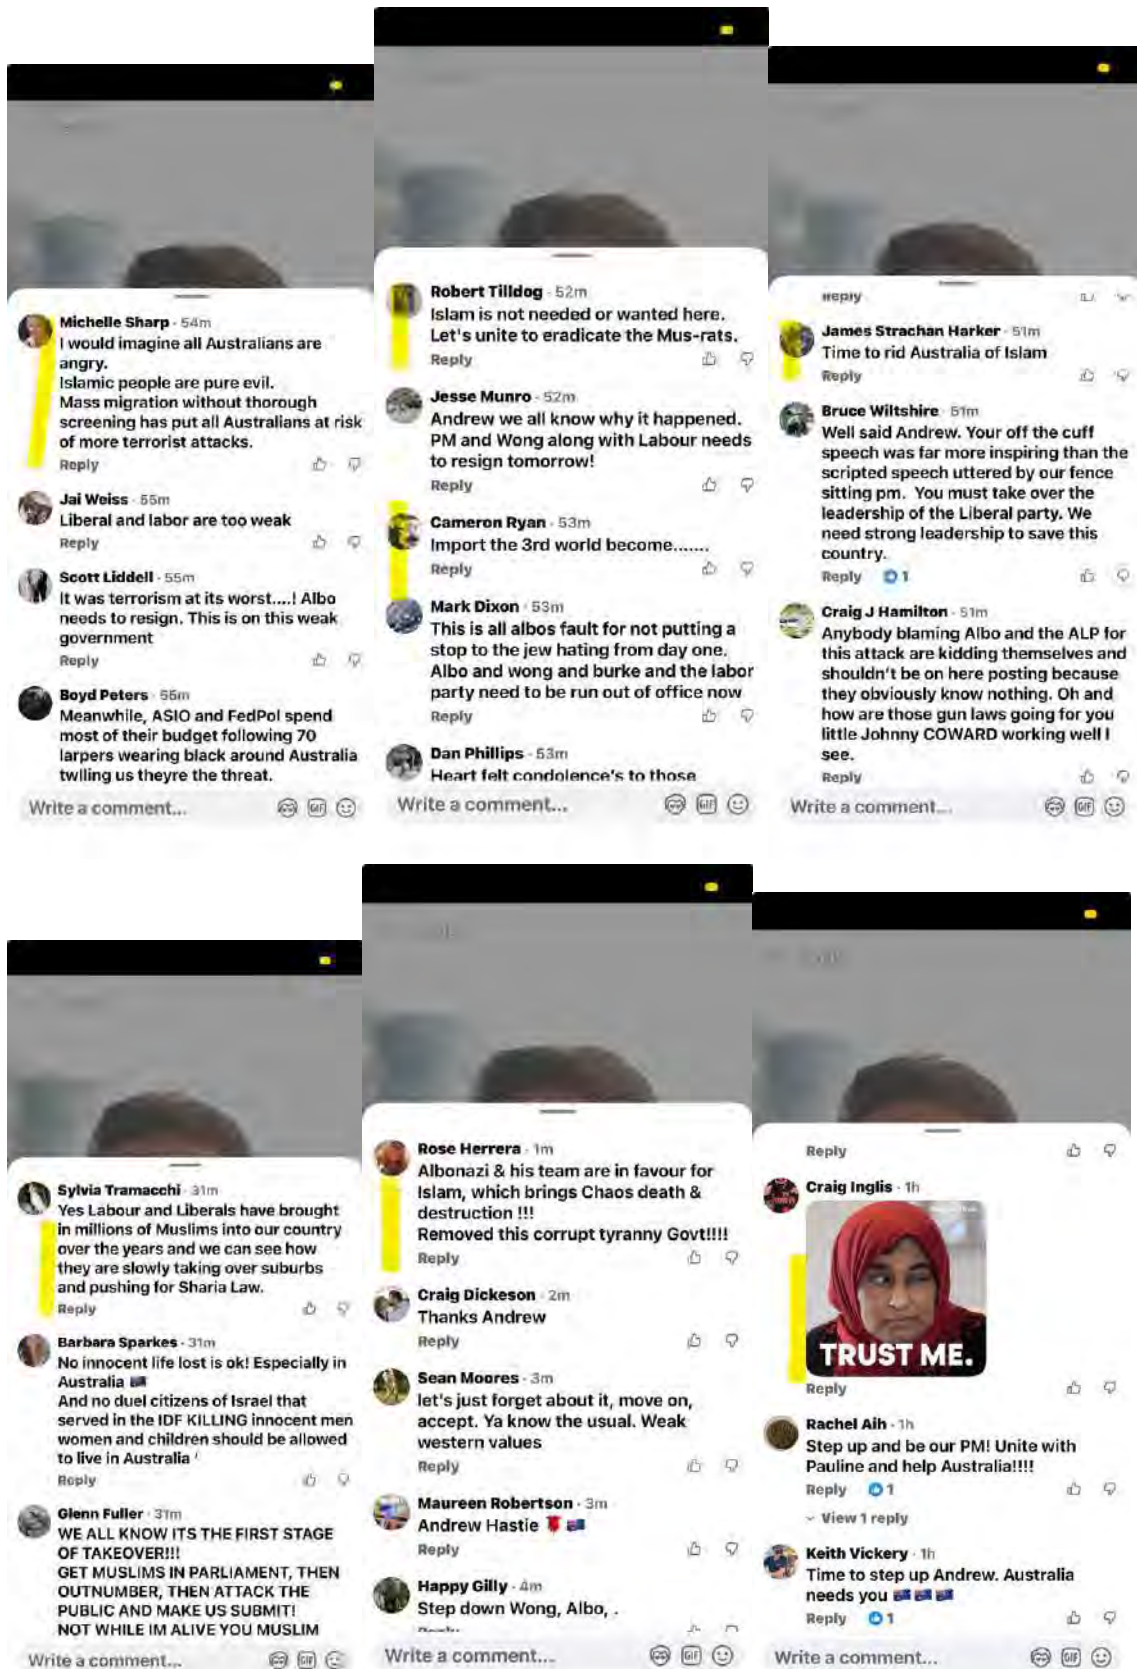 Michelle Sharp · 54m
I would imagine all Australians are
angry.
Islamic people are pure evil.
Mass migration without thorough
screening has put all Australians at risk
of more terrorist attacks.
Reply
Jai Weiss · 55m
Liberal and labor are too weak
Reply
Scott Liddell · 55m
It was terrorism at its worst....! Albo
needs to resign. This is on this weak
government
Reply
Boyd Peters · 55m
Meanwhile, ASIO and FedPol spend
most of their budget following 70
larpers wearing black around Australia
twlling us theyre the threat.
Write a comment...
GIF
Robert Tilldog · 52m
Islam is not needed or wanted here.
Let's unite to eradicate the Mus-rats.
Reply
Jesse Munro · 52m
Andrew we all know why it happened.
PM and Wong along with Labour needs
to resign tomorrow!
Reply
Cameron Ryan · 53m
Import the 3rd world become.......
Reply
Mark Dixon · 53m
This is all albos fault for not putting a
stop to the jew hating from day one.
Albo and wong and burke and the labor
party need to be run out of office now
Reply
Dan Phillips · 53m
Heart felt condolence's to those
Write a comment...
GIF
Reply
James Strachan Harker · 51m
Time to rid Australia of Islam
Reply
Bruce Wiltshire · 51m
Well said Andrew. Your off the cuff
speech was far more inspiring than the
scripted speech uttered by our fence
sitting pm. You must take over the
leadership of the Liberal party. We
need strong leadership to save this
country.
Reply 1
Craig J Hamilton · 51m
Anybody blaming Albo and the ALP for
this attack are kidding themselves and
shouldn't be on here posting because
they obviously know nothing. Oh and
how are those gun laws going for you
little Johnny COWARD working well I
see.
Reply
Write a comment...
GIF
Sylvia Tramacchi · 31m
Yes Labour and Liberals have brought
in millions of Muslims into our country
over the years and we can see how
they are slowly taking over suburbs
and pushing for Sharia Law.
Reply
Barbara Sparkes · 31m
No innocent life lost is ok! Especially in
Australia 🇦🇺
And no duel citizens of Israel that
served in the IDF KILLING innocent men
women and children should be allowed
to live in Australia
Reply
Glenn Fuller · 31m
WE ALL KNOW ITS THE FIRST STAGE
OF TAKEOVER!!!
GET MUSLIMS IN PARLIAMENT, THEN
OUTNUMBER, THEN ATTACK THE
PUBLIC AND MAKE US SUBMIT!
NOT WHILE IM ALIVE YOU MUSLIM
Write a comment...
GIF
Rose Herrera · 1m
Albonazi & his team are in favour for
Islam, which brings Chaos death &
destruction !!!
Removed this corrupt tyranny Govt!!!!
Reply
Craig Dickeson · 2m
Thanks Andrew
Reply
Sean Moores · 3m
let's just forget about it, move on,
accept. Ya know the usual. Weak
western values
Reply
Maureen Robertson · 3m
Andrew Hastie 🌹 🇦🇺
Reply
Happy Gilly · 4m
Step down Wong, Albo, .
Reply
Write a comment...
GIF
Reply
Craig Inglis · 1h
TRUST ME.
Reply
Rachel Aih · 1h
Step up and be our PM! Unite with
Pauline and help Australia!!!!
Reply 1
View 1 reply
Keith Vickery · 1h
Time to step up Andrew. Australia
needs you 🇦🇺 🇦🇺 🇦🇺
Reply 1
Write a comment...
GIF